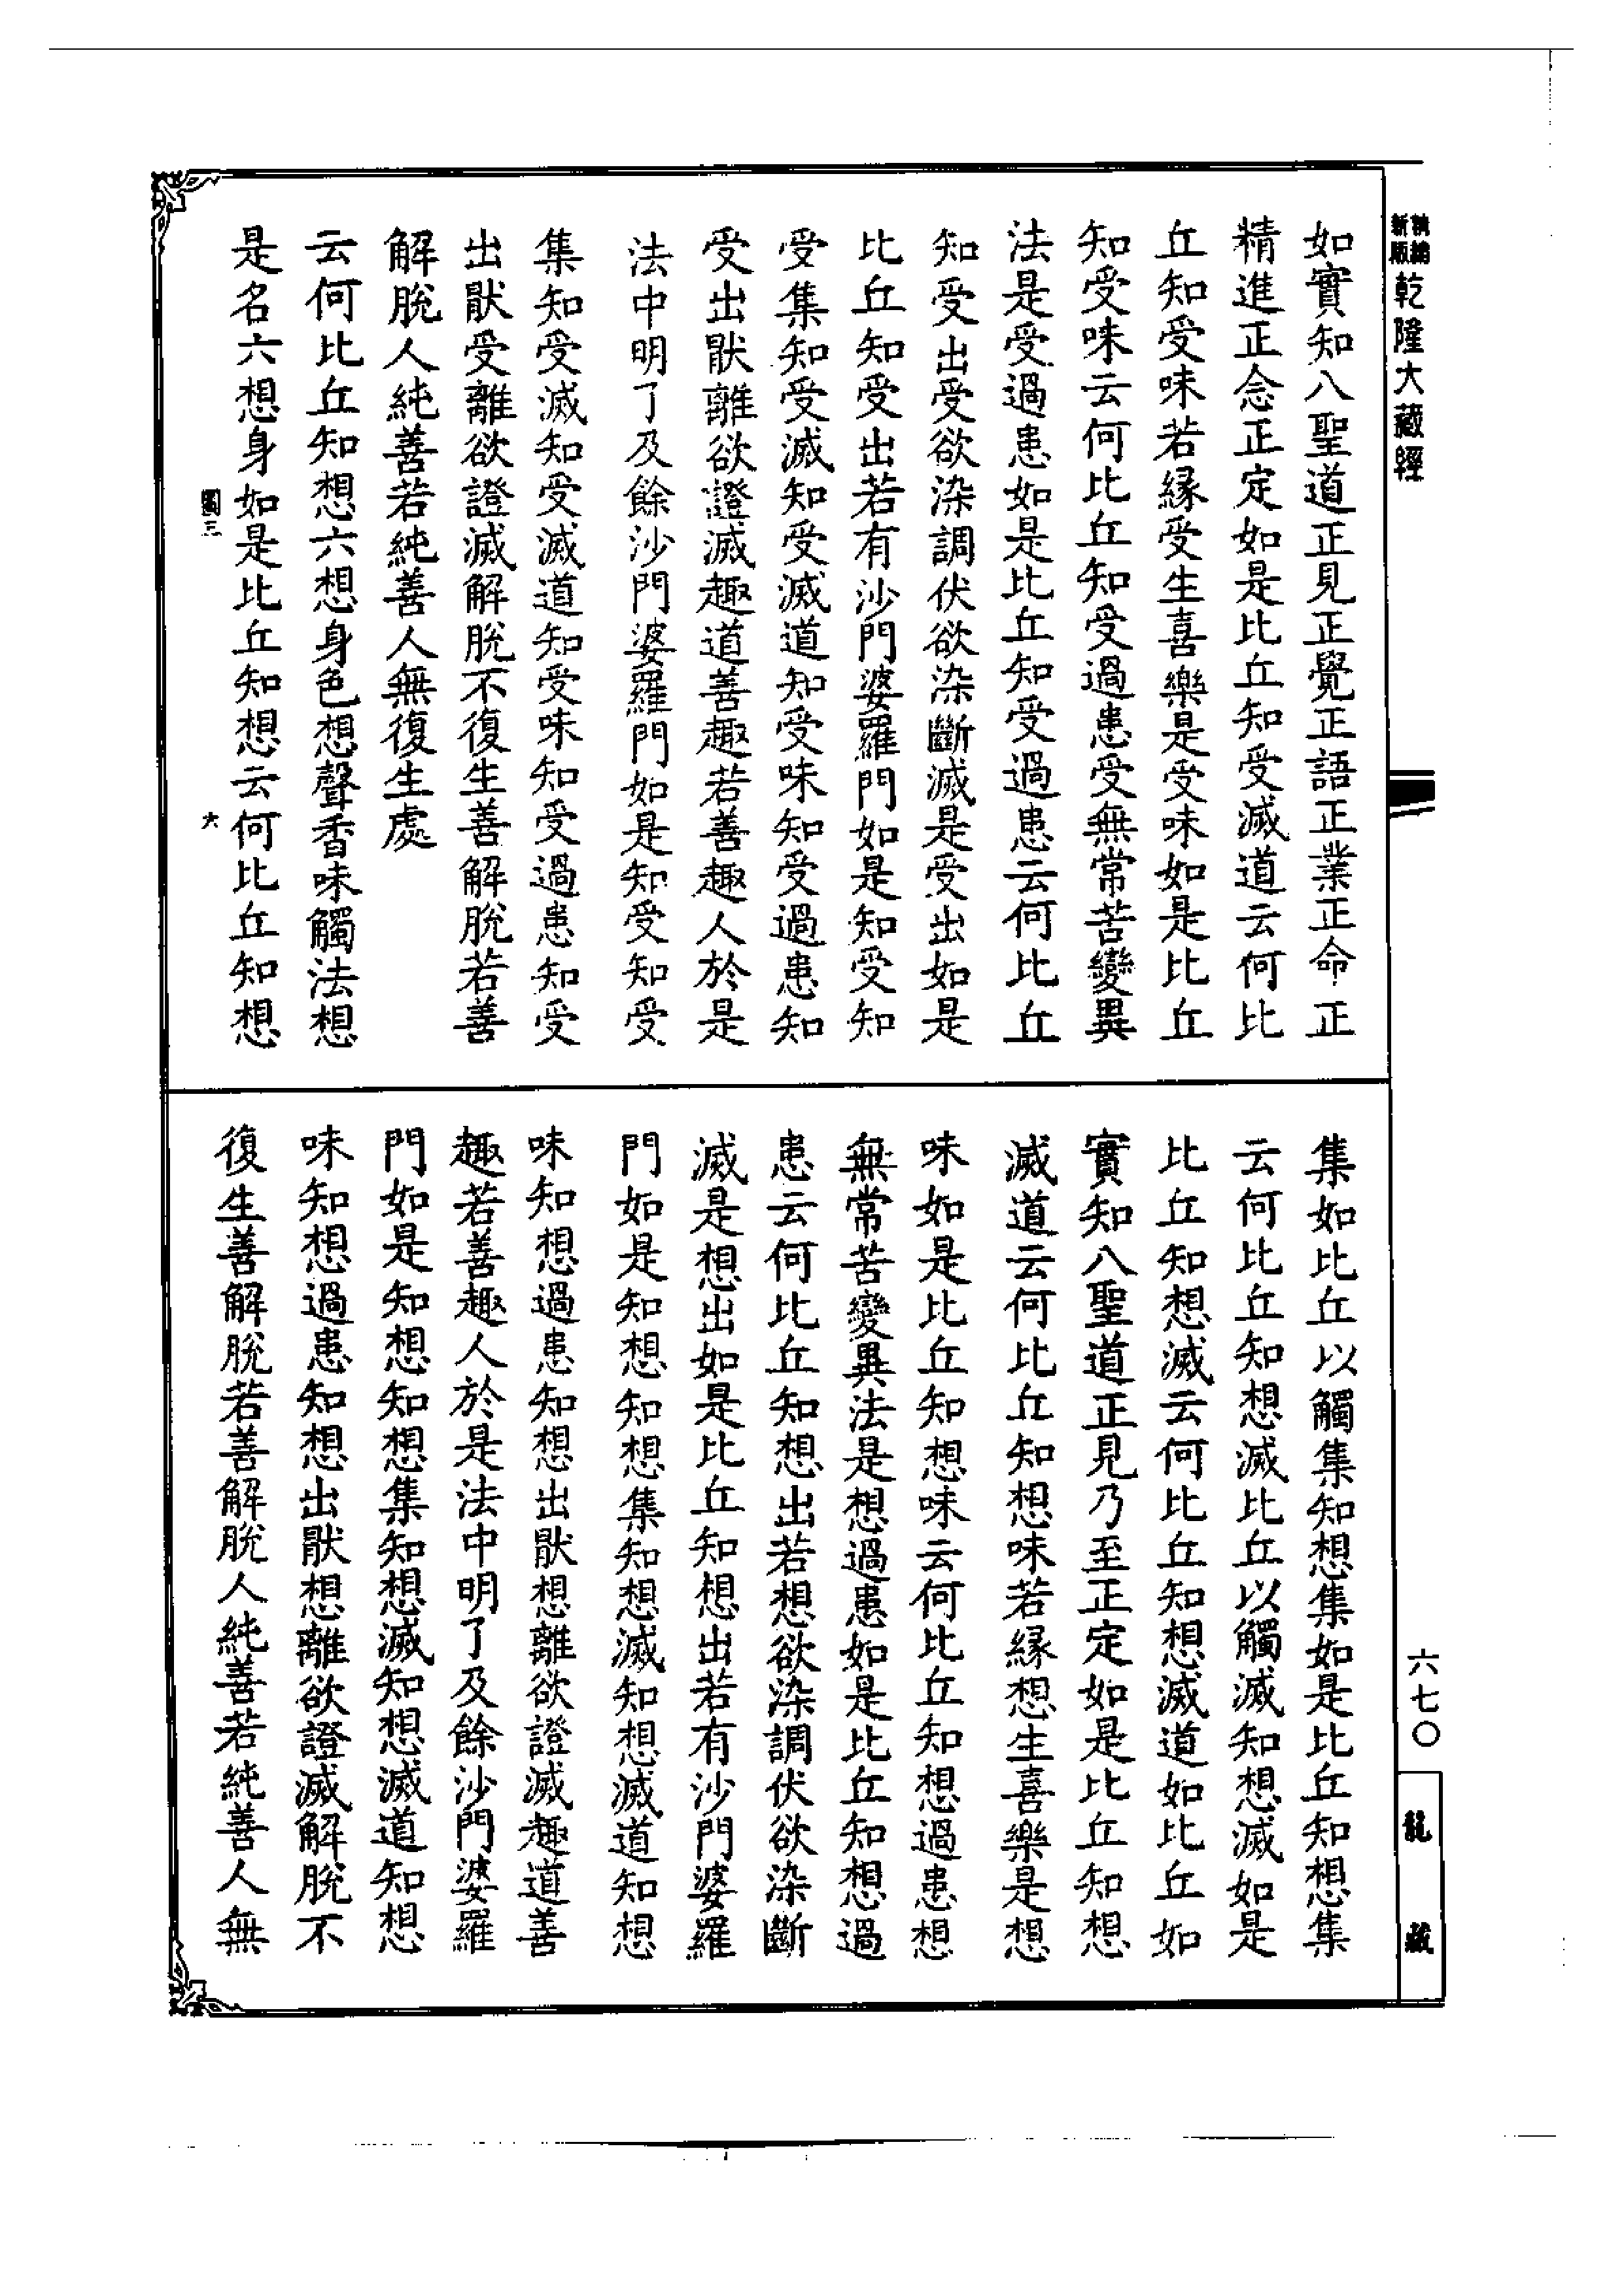 新版
精編
乾隆大藏經
如實知八聖道正見正覺正語正業正命正
精進正念正定如是比丘知受滅道云何比
丘知受味若緣受生喜樂是受味如是比丘
知受味云何比丘知受過患受無常苦變異
法是受過患如是比丘知受過患云何比丘
知受出受欲染調伏欲染斷滅是受出如是
比丘知受出若有沙門婆羅門如是知受知
受集知受滅知受滅道知受味知受過患知
受出猒離欲證滅趣道善趣若善趣人於是
法中明了及餘沙門婆羅門如是知受知受
集知受滅知受滅道知受味知受過患知受
出猒受離欲證滅解脫不復生善解脫若善
解脫人純善若純善人無復生處
云何比丘知想六想身色想聲香味觸法想
是名六想身如是比丘知想云何比丘知想
圖三
六
集如比丘以觸集知想集如是比丘知想集
云何比丘知想滅比丘以觸滅知想滅如是
比丘知想滅云何比丘知想滅道如比丘如
實知八聖道正見乃至正定如是比丘知想
滅道云何比丘知想味若緣想生喜樂是想
味如是比丘知想味云何比丘知想過患想
無常苦變異法是想過患如是比丘知想過
患云何比丘知想出若想欲染調伏欲染斷
滅是想出如是比丘知想出若有沙門婆羅
門如是知想知想集知想滅知想滅道知想
味知想過患知想出猒想離欲證滅趣道善
趣若善趣人於是法中明了及餘沙門婆羅
門如是知想知想集知想滅知想滅道知想
味知想過患知想出猒想離欲證滅解脫不
復生善解脫若善解脫人純善若純善人無
六七〇
龍藏